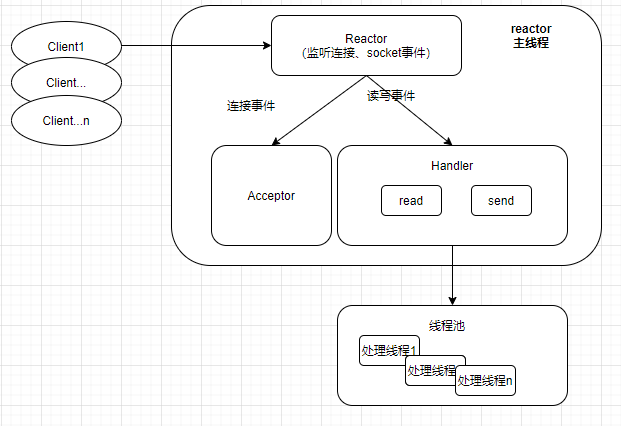 Client1
Client...
Client...n
Reactor
（监听连接、socket事件）
reactor
主线程
连接事件
读写事件
Acceptor
Handler
read
send
线程池
处理线程1
处理线程
处理线程n